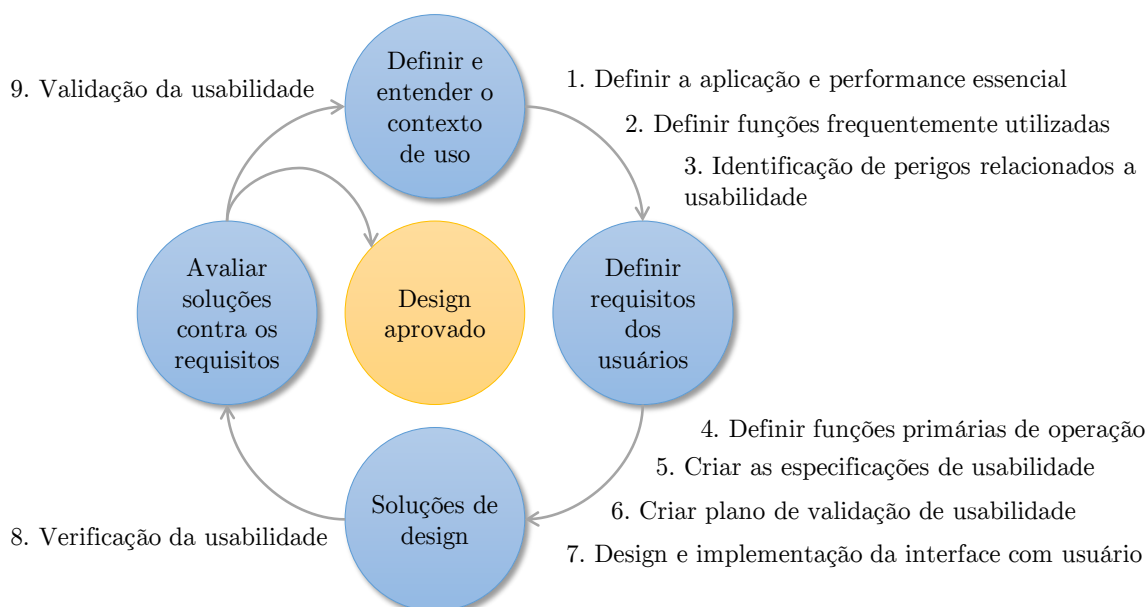 Definir e
entender o
contexto
de uso
9. Validação da usabilidade
1. Definir a aplicação e performance essencial
2. Definir funções frequentemente utilizadas
3. Identificação de perigos relacionados a
usabilidade
Avaliar
soluções
contra os
requisitos
Design
aprovado
Definir
requisitos
dos
usuários
4. Definir funções primárias de operação
5. Criar as especificações de usabilidade
6. Criar plano de validação de usabilidade
7. Design e implementação da interface com usuário
Soluções de
design
8. Verificação da usabilidade